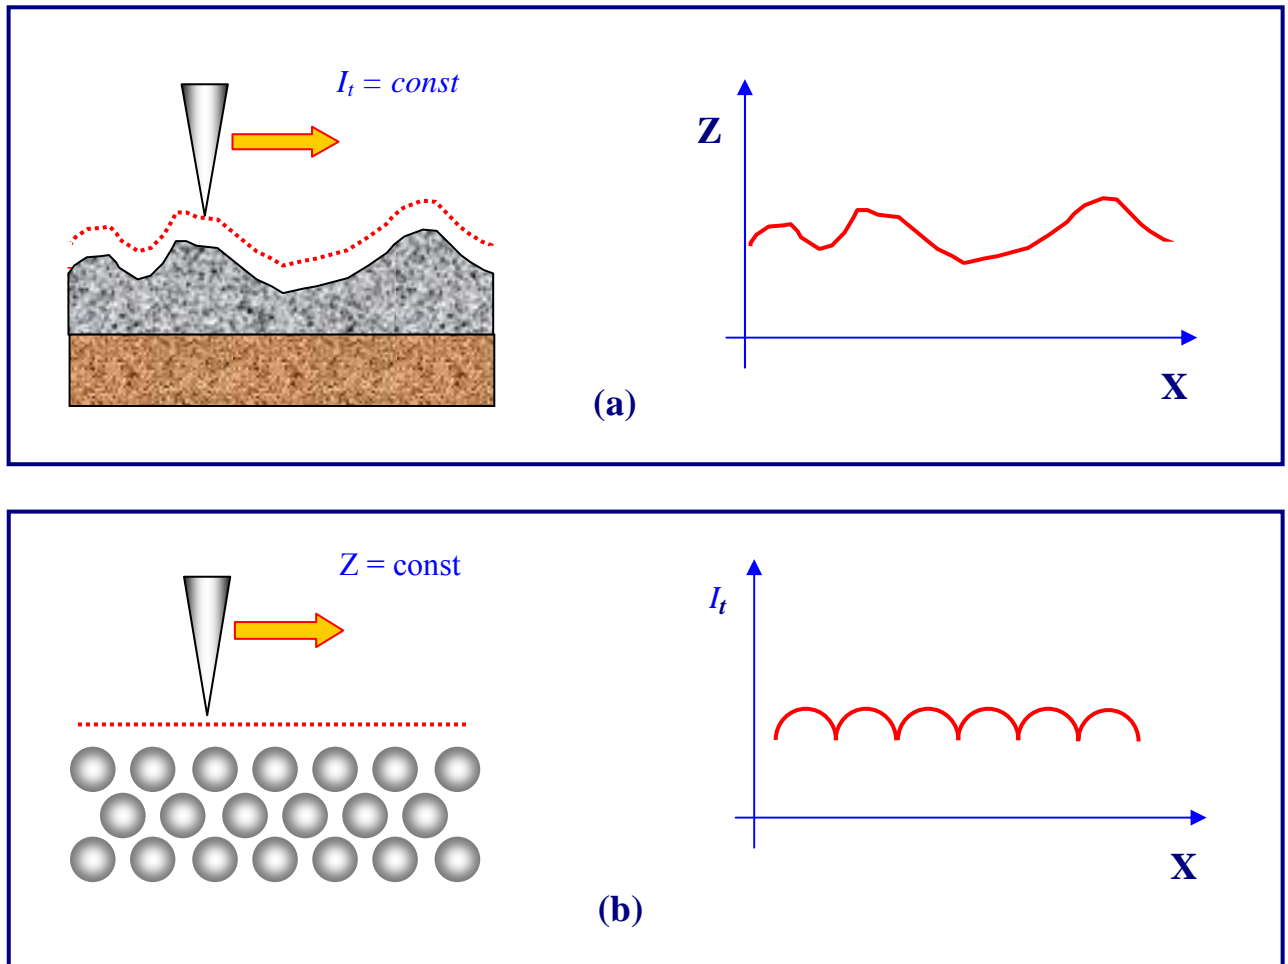 I_t = const
Z
X
(a)
Z = const
I_t
X
(b)